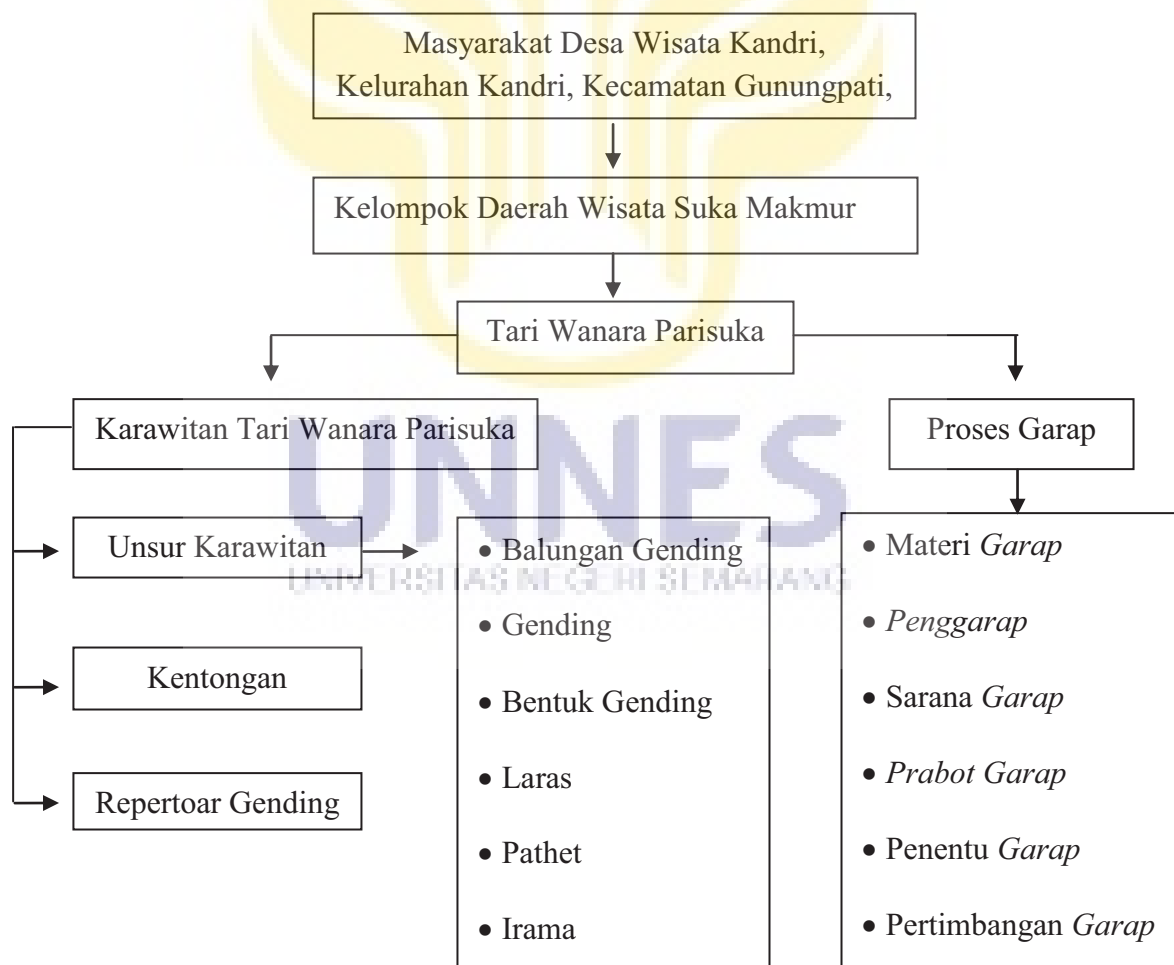 Masyarakat Desa Wisata Kandri,
Kelurahan Kandri, Kecamatan Gunungpati,
Kelompok Daerah Wisata Suka Makmur
Tari Wanara Parisuka
Karawitan Tari Wanara Parisuka
Proses Garap
UNNES
UNIVERSITAS NEGERI SEMARANG
Unsur Karawitan
Kentongan
Repertoar Gending
• Balungan Gending
• Gending
• Bentuk Gending
• Laras
• Pathet
• Irama
• Materi Garap
• Penggarap
• Sarana Garap
• Prabot Garap
• Penentu Garap
• Pertimbangan Garap